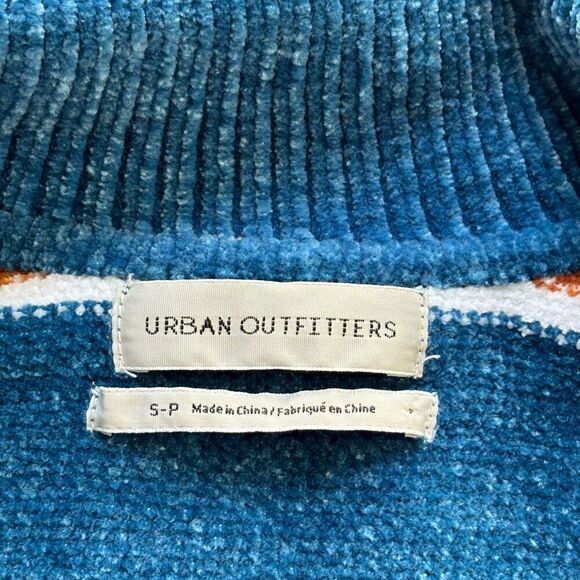 URBAN OUTFITTERS
S-P Made in China / Fabriqué en Chine